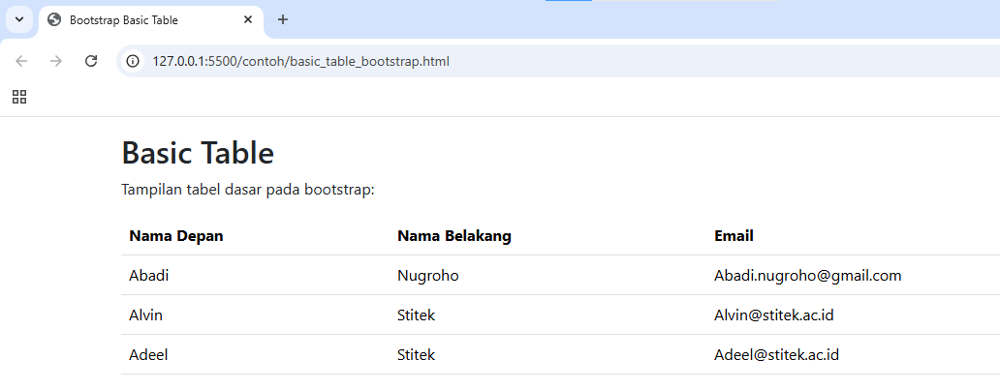 Bootstrap Basic Table
127.0.0.1:5500/contoh/basic_table_bootstrap.html
Basic Table
Tampilan tabel dasar pada bootstrap:
Nama Depan Nama Belakang Email
Abadi Nugroho Abadi.nugroho@gmail.com
Alvin Stitek Alvin@stitek.ac.id
Adeel Stitek Adeel@stitek.ac.id